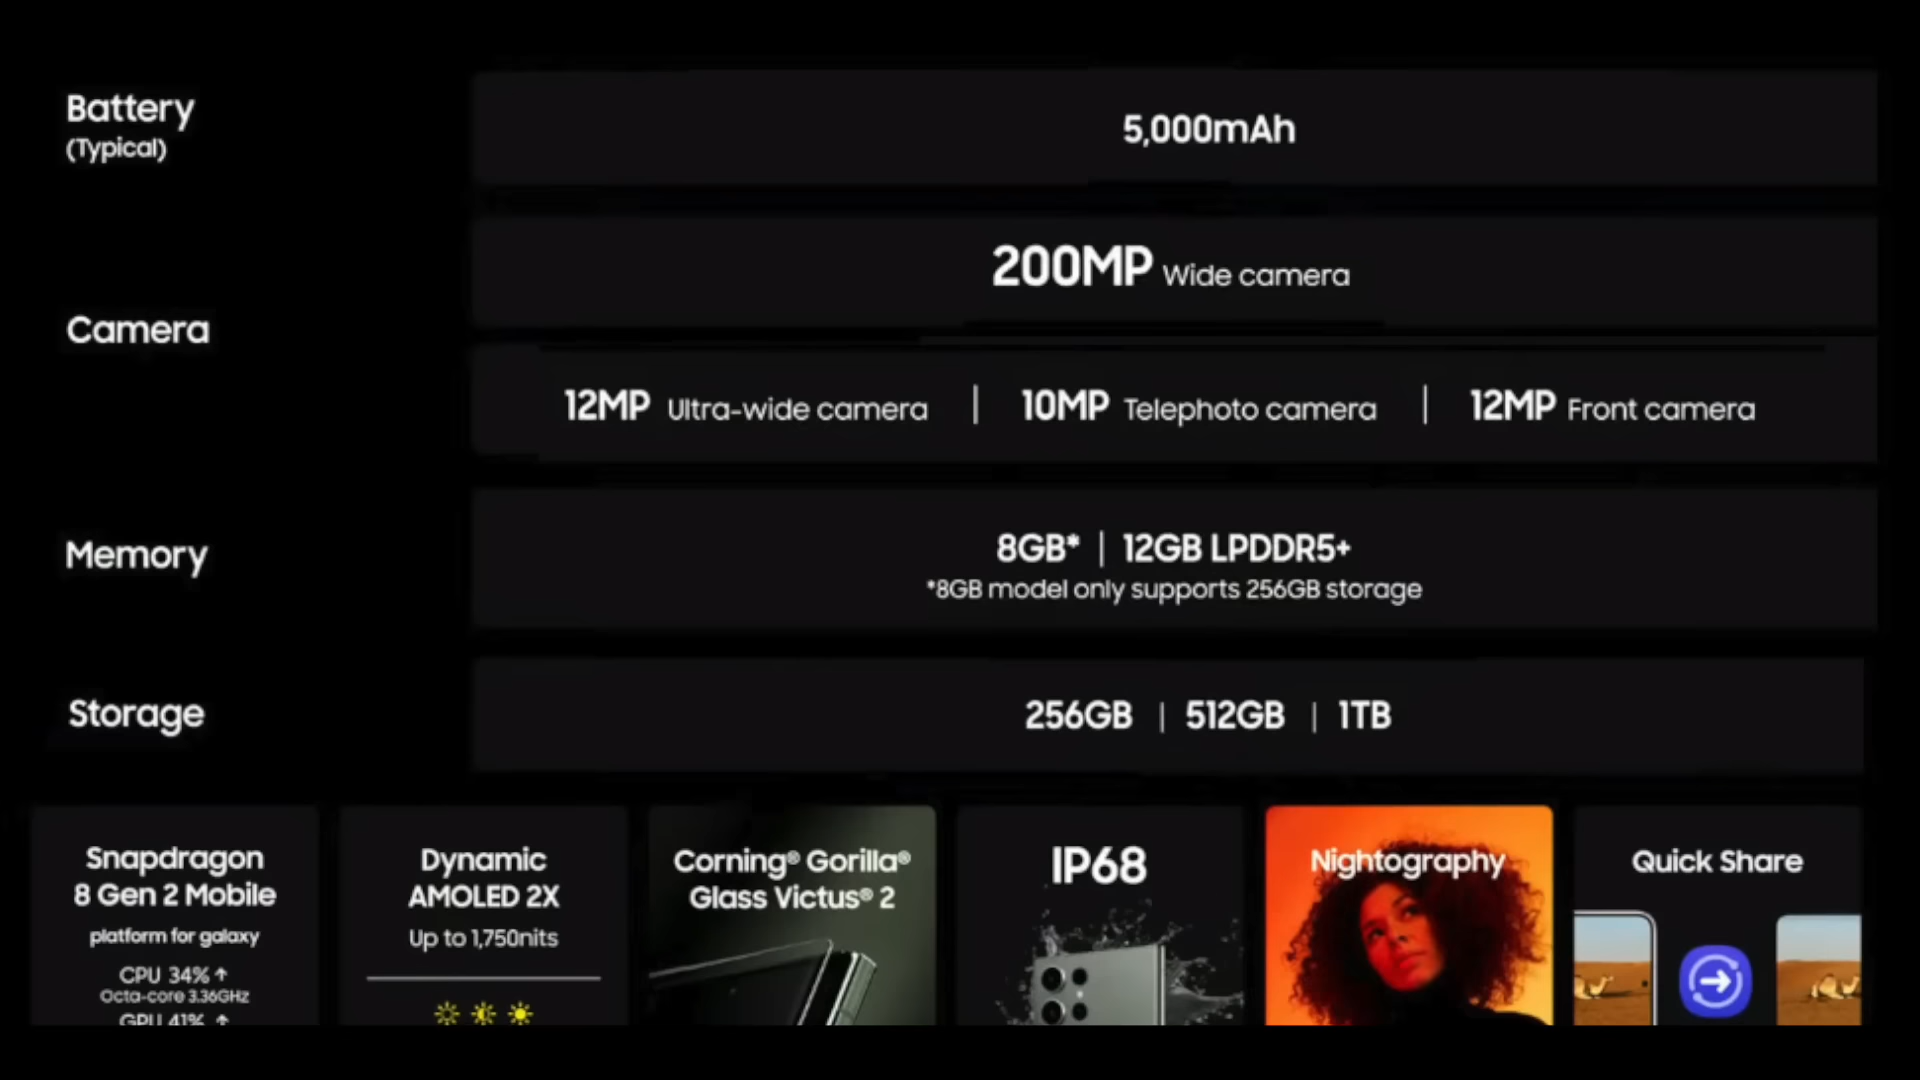 Battery
(Typical)
5,000mAh
Camera
200MP Wide camera
12MP Ultra-wide camera | 10MP Telephoto camera | 12MP Front camera
Memory
8GB* | 12GB LPDDR5+
*8GB model only supports 256GB storage
Storage
256GB | 512GB | 1TB
Snapdragon
8 Gen 2 Mobile
platform for galaxy
CPU 34% ↑
Octa-core 3.36GHz
GPU 41% ↑
Dynamic
AMOLED 2X
Up to 1,750nits
Corning® Gorilla®
Glass Victus® 2
IP68
Nightography
Quick Share